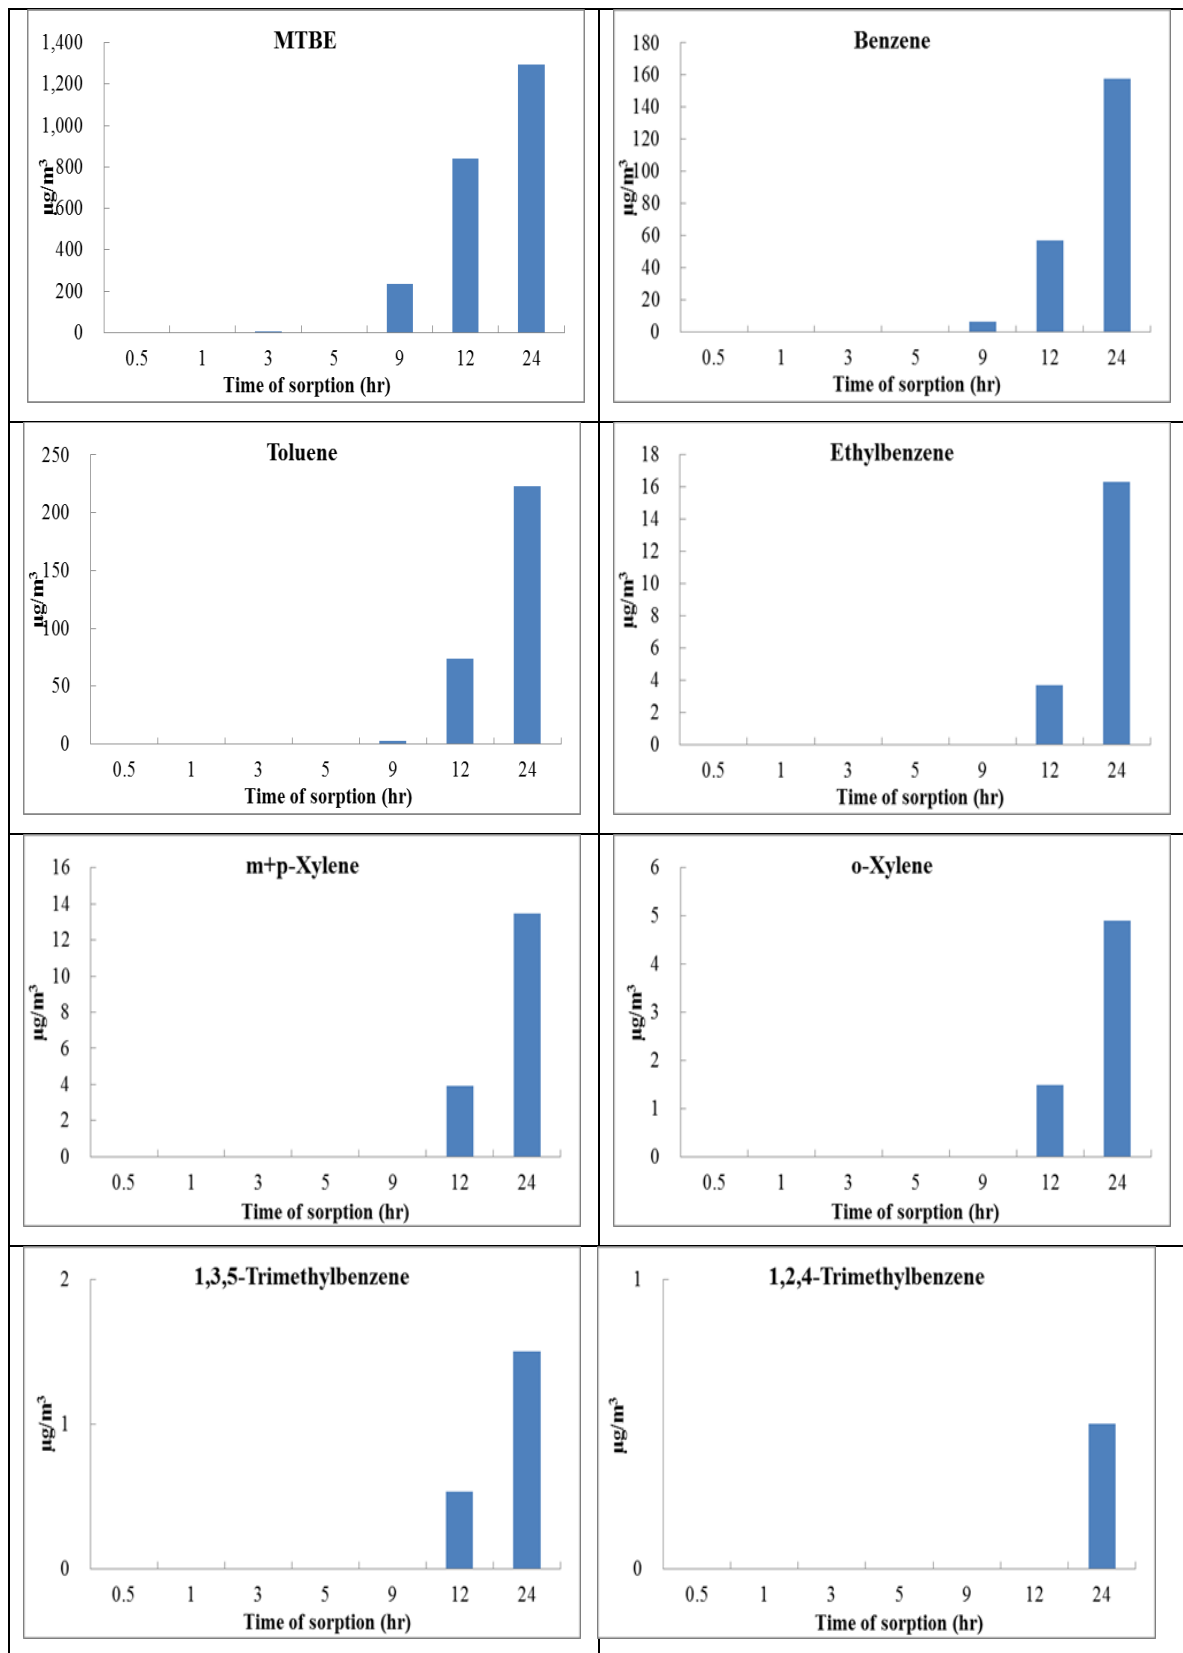 MTBE
1,400
1,200
1,000
800
600
400
200
0
µg/m³
0.5 1 3 5 9 12 24
Time of sorption (hr)
Benzene
180
160
140
120
100
80
60
40
20
0
µg/m³
0.5 1 3 5 9 12 24
Time of sorption (hr)
Toluene
250
200
150
100
50
0
µg/m³
0.5 1 3 5 9 12 24
Time of sorption (hr)
Ethylbenzene
18
16
14
12
10
8
6
4
2
0
µg/m³
0.5 1 3 5 9 12 24
Time of sorption (hr)
m+p-Xylene
16
14
12
10
8
6
4
2
0
µg/m³
0.5 1 3 5 9 12 24
Time of sorption (hr)
o-Xylene
6
5
4
3
2
1
0
µg/m³
0.5 1 3 5 9 12 24
Time of sorption (hr)
1,3,5-Trimethylbenzene
2
1
0
µg/m³
0.5 1 3 5 9 12 24
Time of sorption (hr)
1,2,4-Trimethylbenzene
1
0
µg/m³
0.5 1 3 5 9 12 24
Time of sorption (hr)